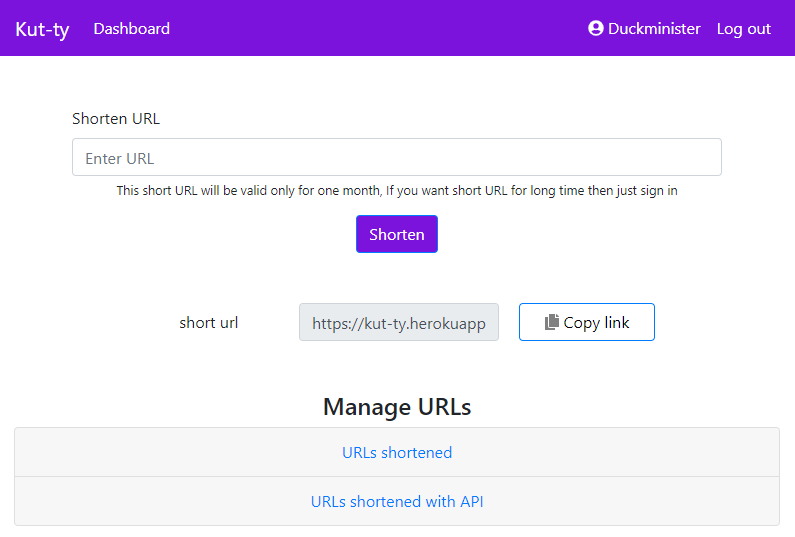 Kut-ty Dashboard Duckminister Log out
Shorten URL
Enter URL
This short URL will be valid only for one month, If you want short URL for long time then just sign in
Shorten
short url https://kut-ty.herokuapp Copy link
Manage URLs
URLs shortened
URLs shortened with API